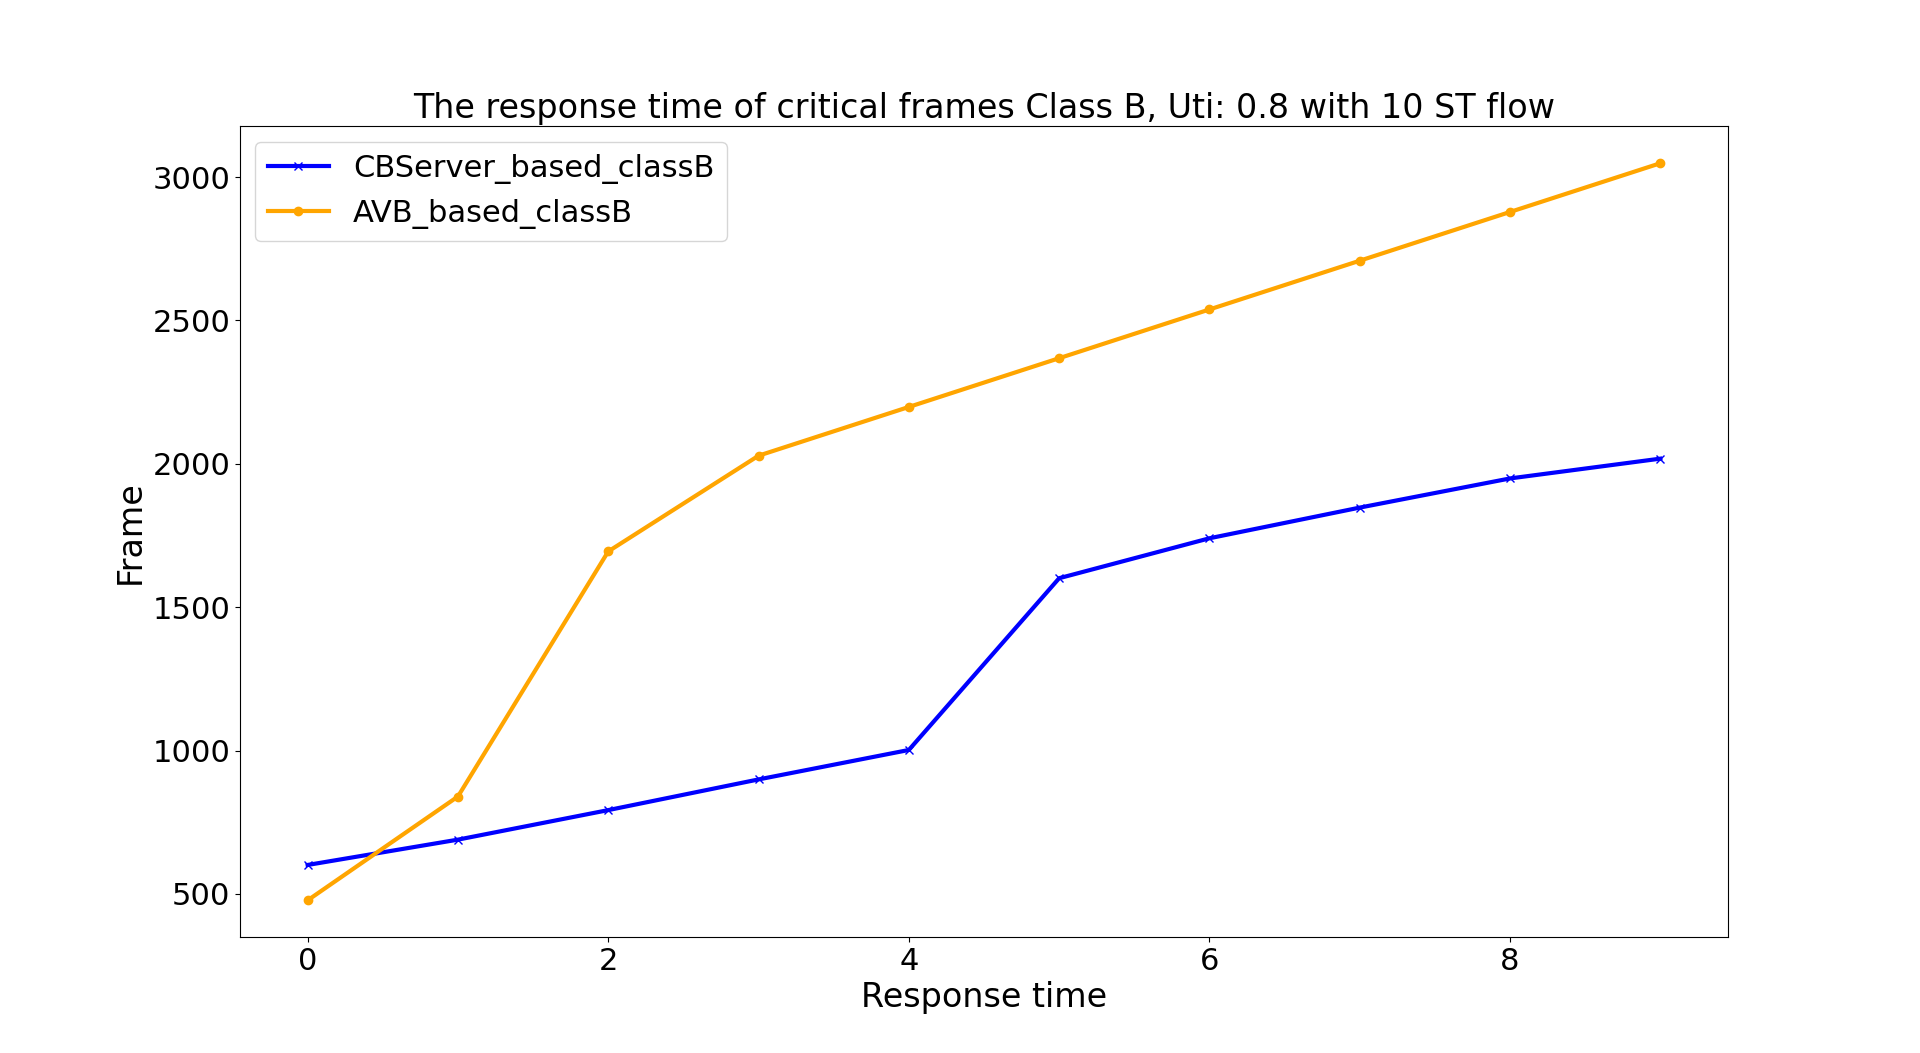 The response time of critical frames Class B, Uti: 0.8 with 10 ST flow
CBServer_based_classB
AVB_based_classB
3000
2500
2000
1500
1000
500
Frame
0 2 4 6 8
Response time